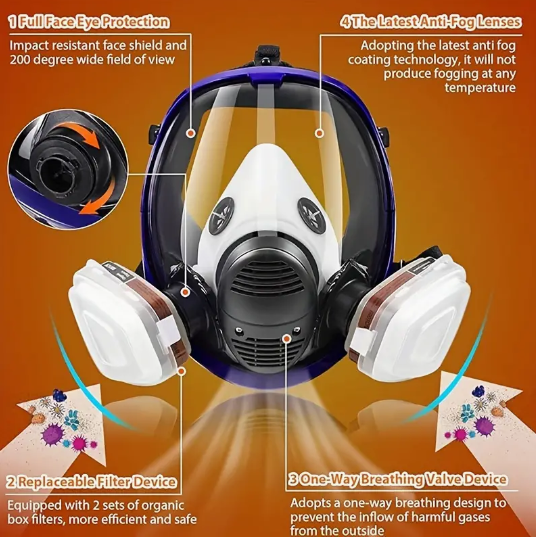 1 Full Face Eye Protection
Impact resistant face shield and
200 degree wide field of view
4 The Latest Anti-Fog Lenses
Adopting the latest anti fog
coating technology, it will not
produce fogging at any
temperature
2 Replaceable Filter Device
Equipped with 2 sets of organic
box filters, more efficient and safe
3 One-Way Breathing Valve Device
Adopts a one-way breathing design to
prevent the inflow of harmful gases
from the outside